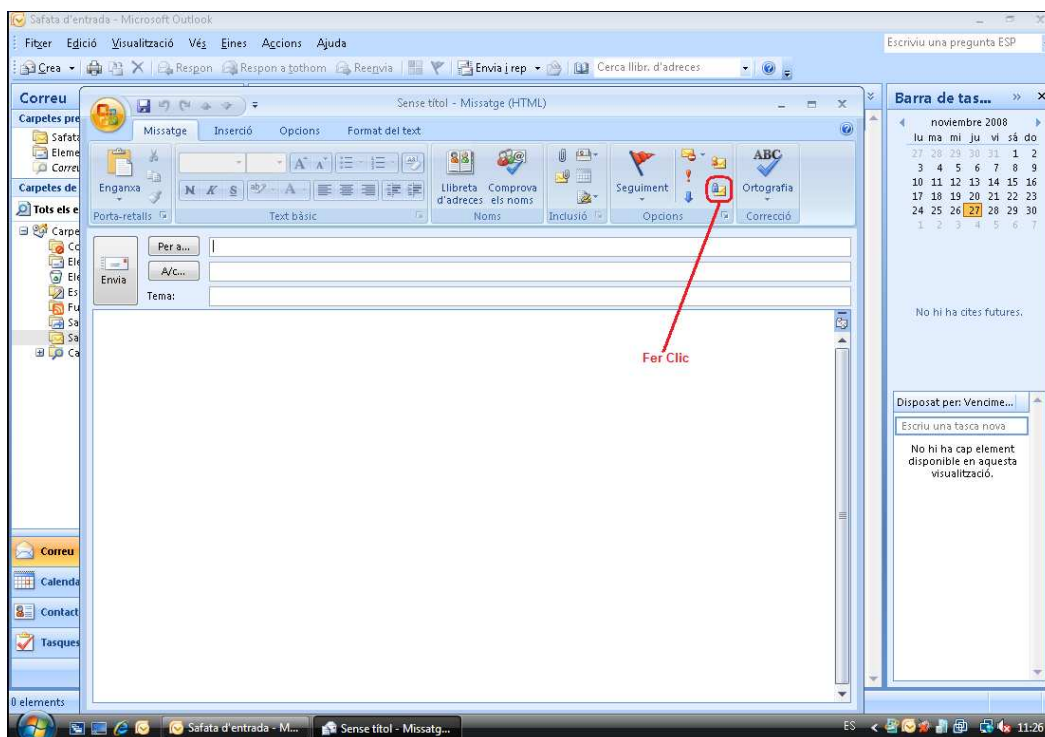 Safata d'entrada - Microsoft Outlook
Fitxer Edició Visualització Vés Eines Accions Ajuda
Escriviu una pregunta ESP
Crea Respon Respon a tothom Reenvia Envia i rep Cerca llibr. d'adreces
Correu
Carpetes pre
Safata
Eleme
Correu
Carpetes de
Tots els e
Carpe
Co
Ele
Ele
Es
Fu
Sa
Sa
Ca
Correu
Calenda
Contact
Tasques
0 elements
Sense títol - Missatge (HTML)
Missatge Inserció Opcions Format del text
Enganxa
Porta-retalls
N K S
Text bàsic
Llibreta d'adreces
Comprova els noms
Noms
Inclusió
Seguiment
Opcions
ABC
Ortografia
Correcció
Envia
Per a...
A/c...
Tema:
Fer Clic
Barra de tas...
noviembre 2008
lu ma mi ju vi sá do
27 28 29 30 31 1 2
3 4 5 6 7 8 9
10 11 12 13 14 15 16
17 18 19 20 21 22 23
24 25 26 27 28 29 30
1 2 3 4 5 6 7
No hi ha cites futures.
Disposat per: Vencime...
Escriu una tasca nova
No hi ha cap element
disponible en aquesta
visualització.
Safata d'entrada - M...
Sense títol - Missatg...
ES
11:26